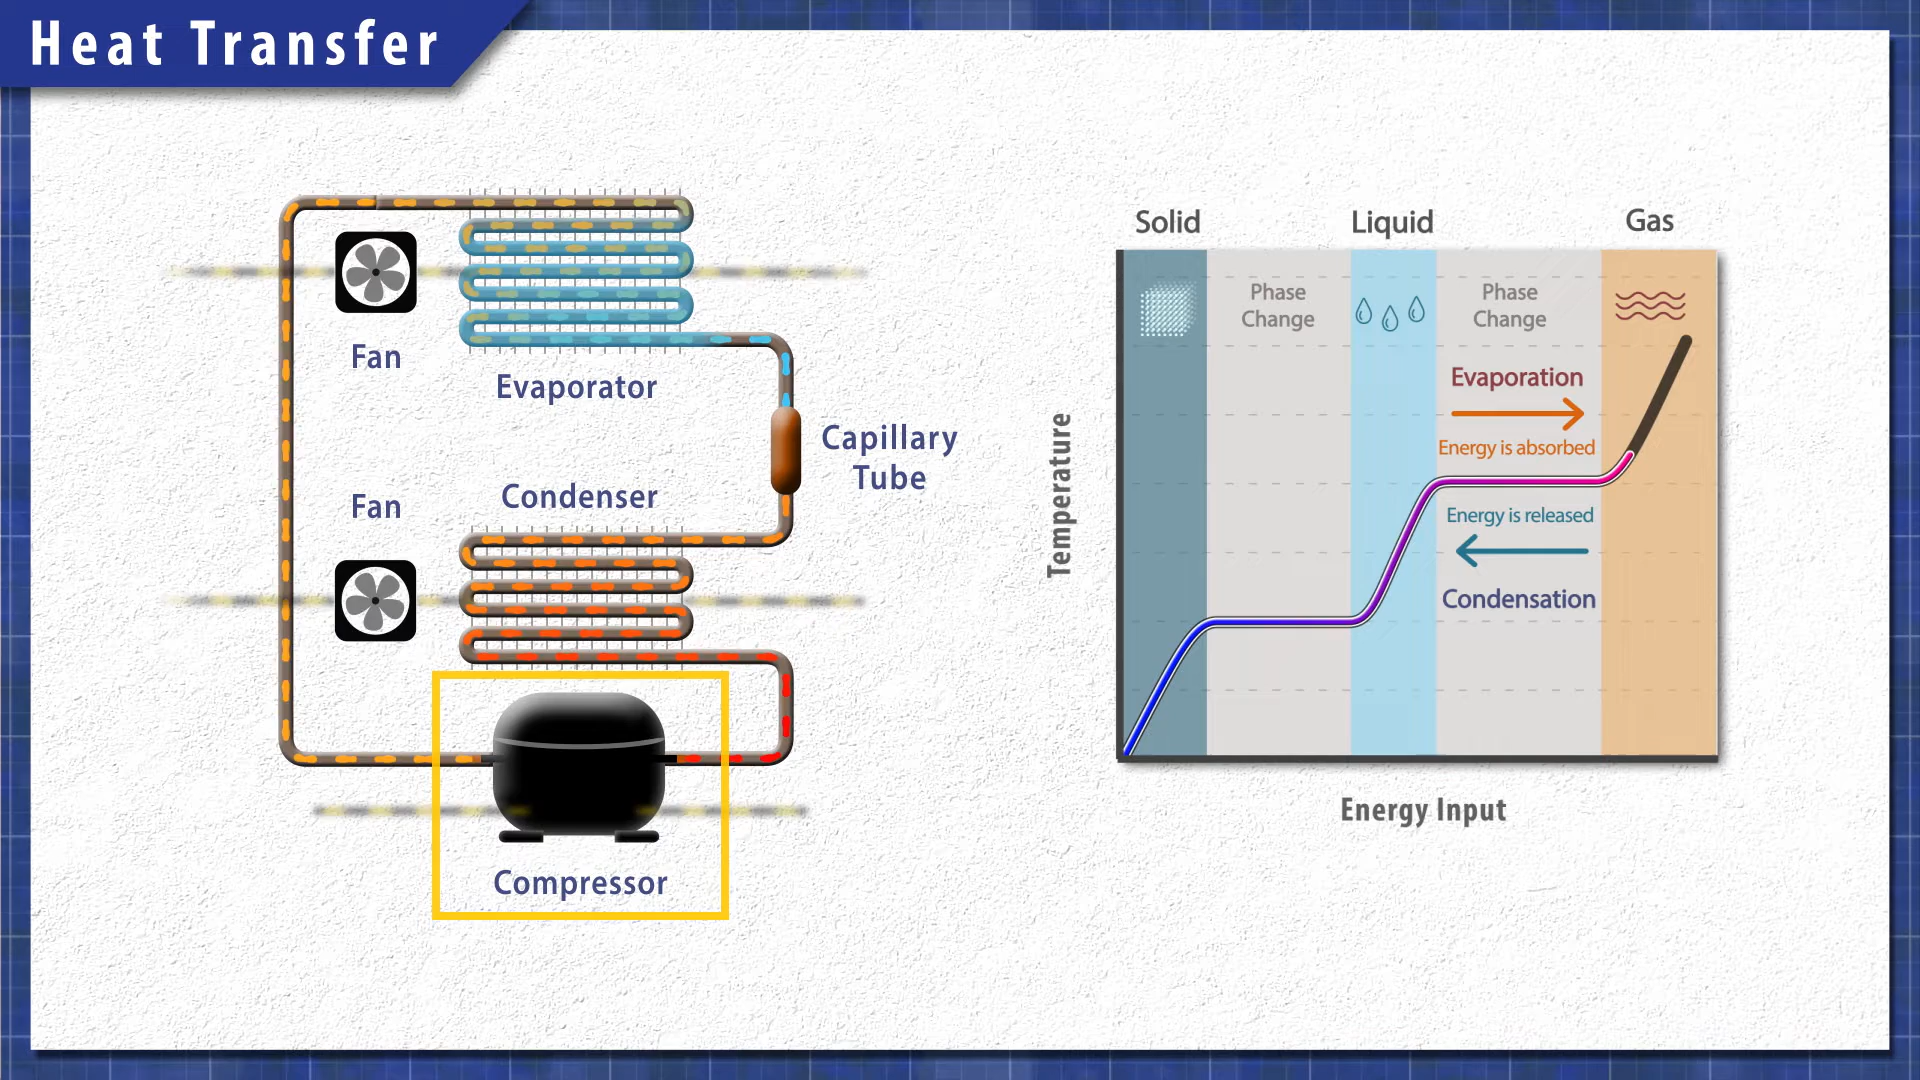 Heat Transfer
Fan
Evaporator
Capillary
Tube
Condenser
Fan
Compressor
Solid
Liquid
Gas
Phase
Change
Phase
Change
Evaporation
Energy is absorbed
Energy is released
Condensation
Temperature
Energy Input